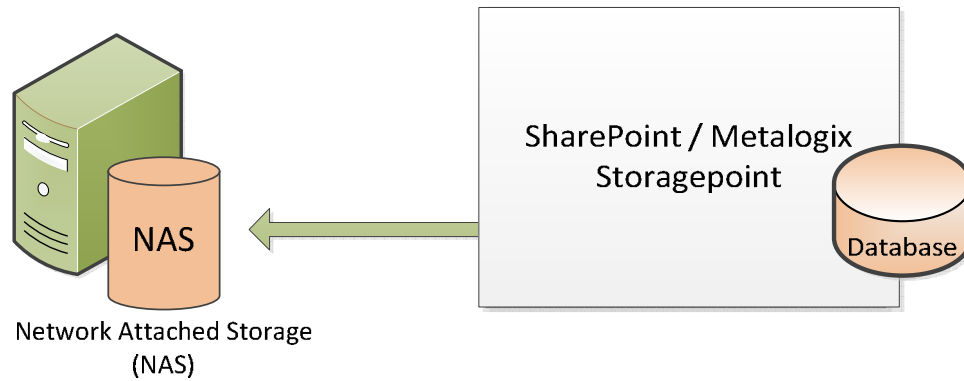 NAS
Network Attached Storage
(NAS)
SharePoint / Metalogix
Storagepoint
Database